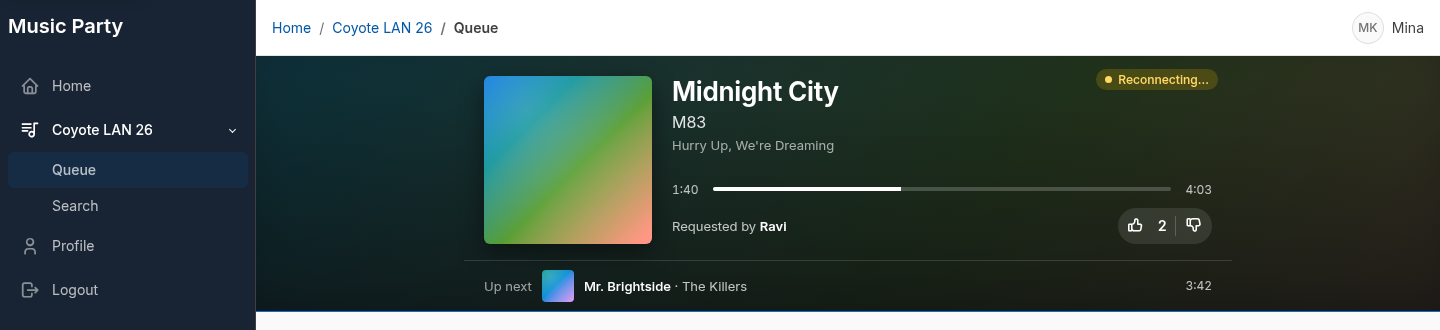 Music Party
Home
Coyote LAN 26
Queue
Search
Profile
Logout
Home / Coyote LAN 26 / Queue
MK Mina
Reconnecting...
Midnight City
M83
Hurry Up, We're Dreaming
1:40 4:03
Requested by Ravi 2
Up next Mr. Brightside · The Killers 3:42